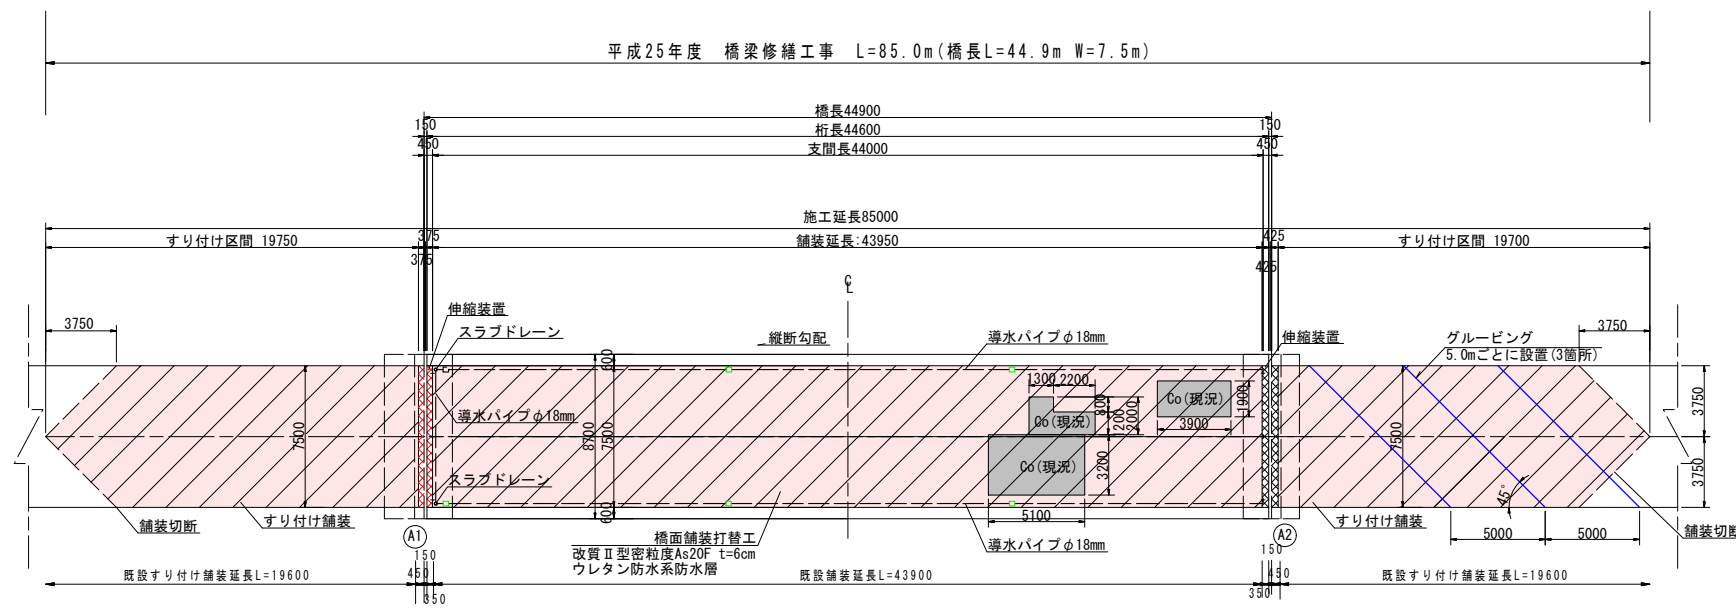 平成25年度 橋梁修繕工事 L=85.0m(橋長L=44.9m W=7.5m)
橋長44900
150
150
桁長44600
450
450
支間長44000
施工延長85000
すり付け区間 19750
375
舗装延長:43950
425
すり付け区間 19700
375
425
CL
3750
伸縮装置
スラブドレーン
縦断勾配
導水パイプφ18mm
伸縮装置
グルービング
5.0mごとに設置(3箇所)
3750
600
1300
2200
Co(現況)
1900
3900
800
1200
2000
Co(現況)
導水パイプφ18mm
7500
8700
7500
7500
3750
3750
Co(現況)
3200
スラブドレーン
45°
600
5100
舗装切断
すり付け舗装
A1
橋面舗装打替工
改質Ⅱ型密粒度As20F t=6cm
ウレタン防水系防水層
導水パイプφ18mm
A2
すり付け舗装
5000
5000
舗装切断
150
150
既設すり付け舗装延長L=19600
450
350
既設舗装延長L=43900
350
450
既設すり付け舗装延長L=19600